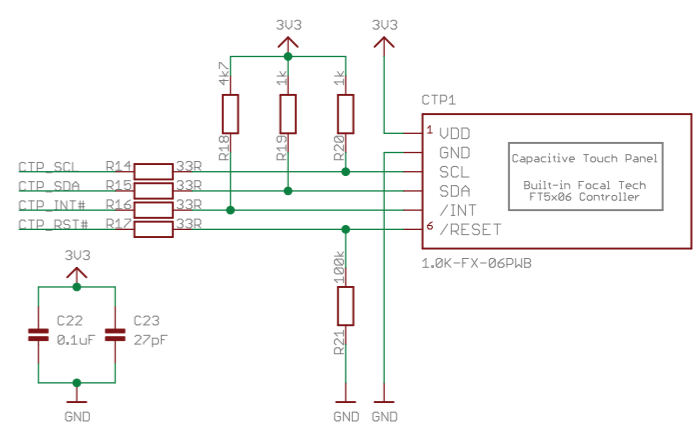 3V3
3V3
4k7
1k
1k
R18
R19
R20
CTP1
1 VDD
GND
SCL
SDA
/INT
6 /RESET
Capacitive Touch Panel
Built-in Focal Tech
FT5x06 Controller
1.0K-FX-06PWB
CTP_SCL R14 33R
CTP_SDA R15 33R
CTP_INT# R16 33R
CTP_RST# R17 33R
100k
R21
3V3
C22
0.1uF
C23
27pF
GND
GND
GND